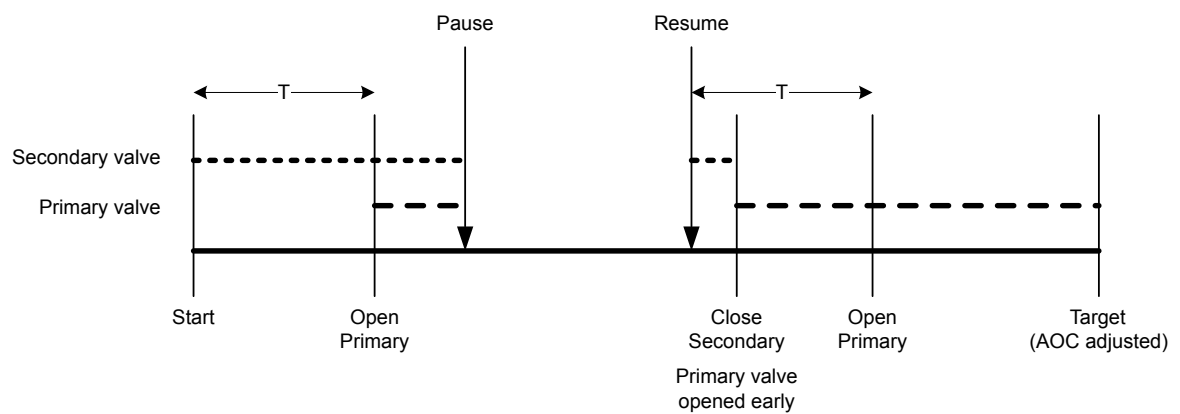 Pause
Resume
T
T
Secondary valve
Primary valve
Start
Open
Primary
Close
Secondary
Open
Primary
Target
(AOC adjusted)
Primary valve
opened early